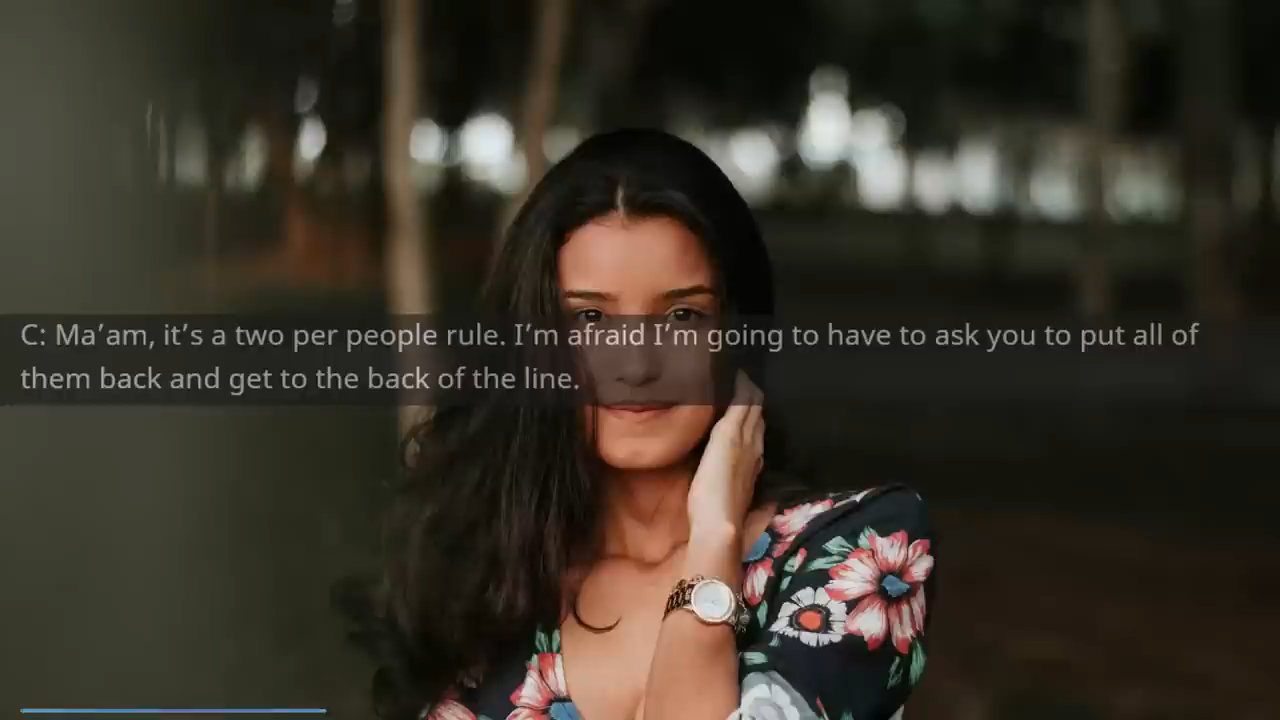 C: Ma’am, it’s a two per people rule. I’m afraid I’m going to have to ask you to put all of
them back and get to the back of the line.